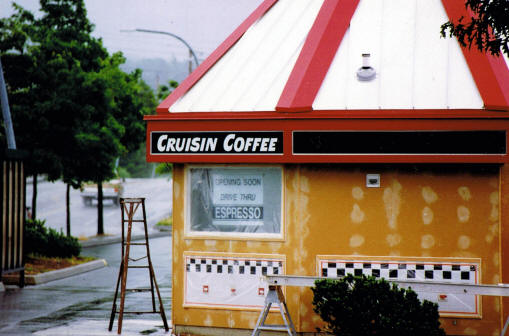 CRUISIN COFFEE
OPENING SOON
DRIVE THRU
ESPRESSO